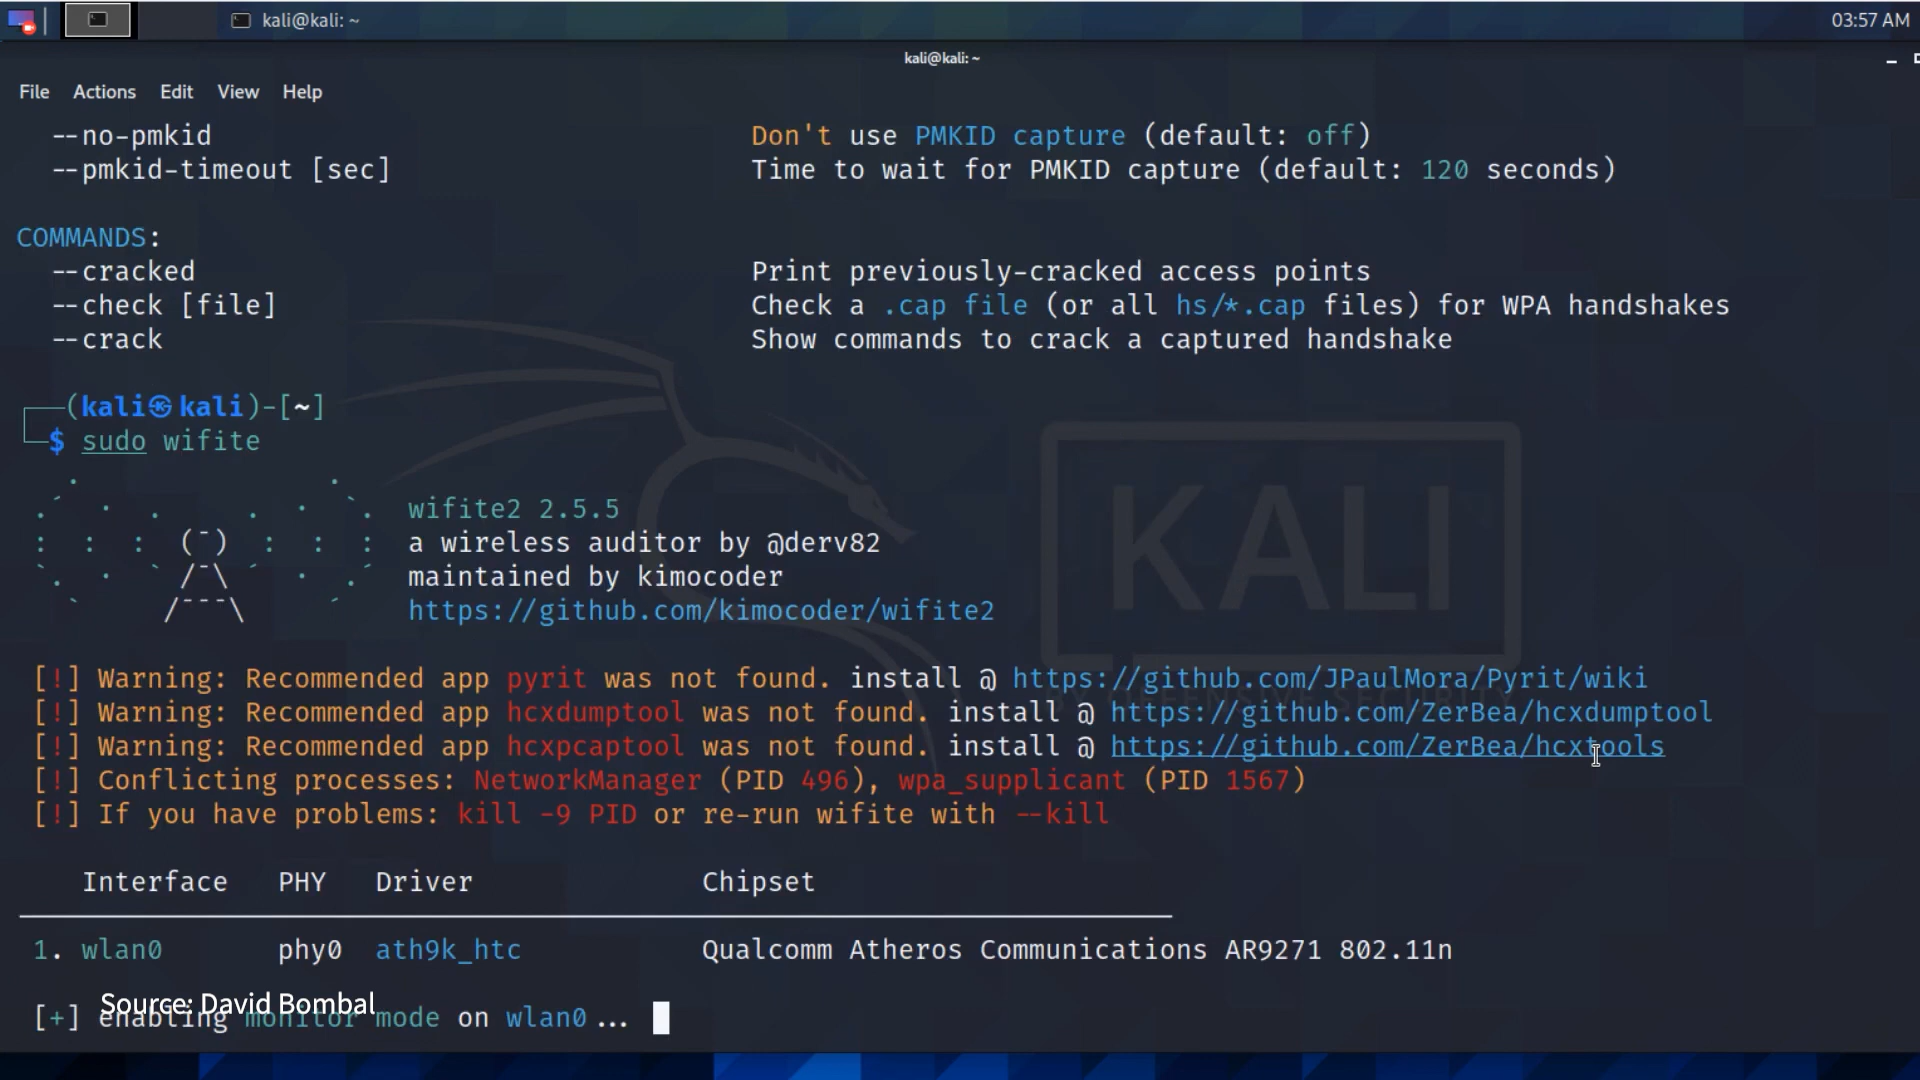 kali@kali: ~
03:57 AM
kali@kali: ~
File Actions Edit View Help
--no-pmkid Don't use PMKID capture (default: off)
--pmkid-timeout [sec] Time to wait for PMKID capture (default: 120 seconds)
COMMANDS:
--cracked Print previously-cracked access points
--check [file] Check a .cap file (or all hs/*.cap files) for WPA handshakes
--crack Show commands to crack a captured handshake
(kali㉿kali)-[~]
$ sudo wifite
wifite2 2.5.5
a wireless auditor by @derv82
maintained by kimocoder
https://github.com/kimocoder/wifite2
KALI
BY OFFENSIVE SECURITY
[!] Warning: Recommended app pyrit was not found. install @ https://github.com/JPaulMora/Pyrit/wiki
[!] Warning: Recommended app hcxdumptool was not found. install @ https://github.com/ZerBea/hcxdumptool
[!] Warning: Recommended app hcxpcaptool was not found. install @ https://github.com/ZerBea/hcxtools
[!] Conflicting processes: NetworkManager (PID 496), wpa_supplicant (PID 1567)
[!] If you have problems: kill -9 PID or re-run wifite with --kill
Interface PHY Driver Chipset
1. wlan0 phy0 ath9k_htc Qualcomm Atheros Communications AR9271 802.11n
Source: David Bombal
[+] enabling monitor mode on wlan0...